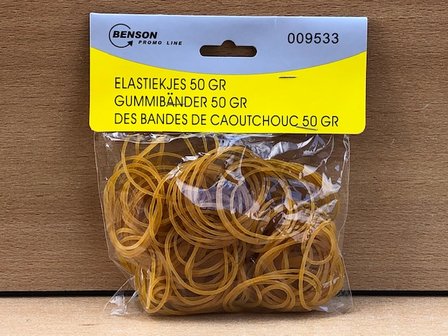 BENSON
PROMO LINE
009533
ELASTIEKJES 50 GR
GUMMIBÄNDER 50 GR
DES BANDES DE CAOUTCHOUC 50 GR